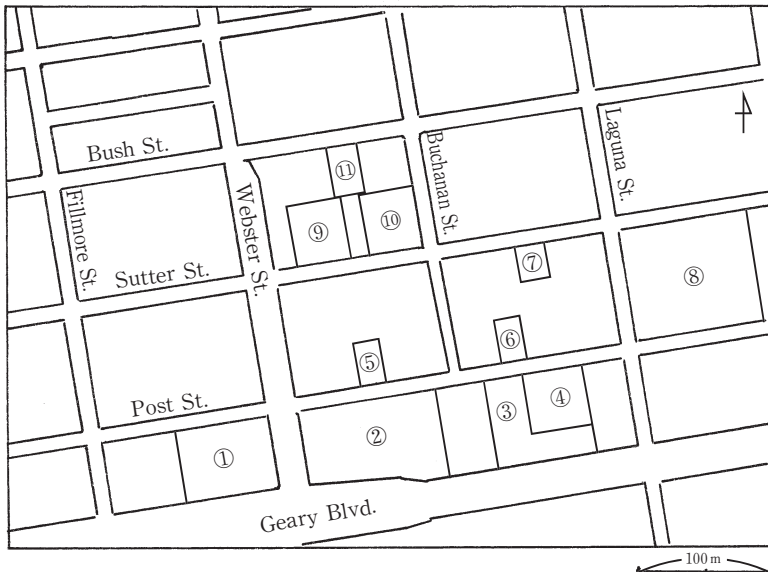 Bush St.
Fillmore St.
Webster St.
Buchanan St.
Laguna St.
Sutter St.
Post St.
Geary Blvd.
⑪
⑨
⑩
⑦
⑧
⑥
⑤
④
③
②
①
100 m